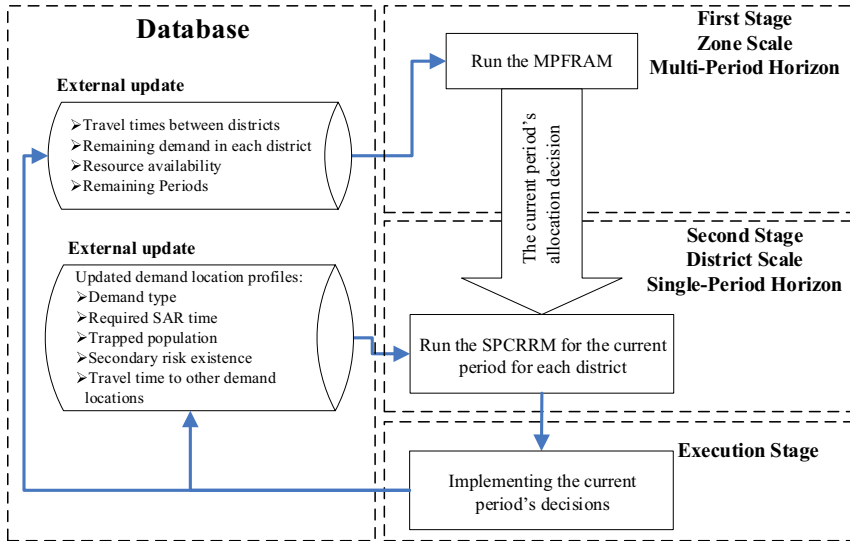 Database
External update
➢Travel times between districts
➢Remaining demand in each district
➢Resource availability
➢Remaining Periods
External update
Updated demand location profiles:
➢Demand type
➢Required SAR time
➢Trapped population
➢Secondary risk existence
➢Travel time to other demand
locations
First Stage
Zone Scale
Multi-Period Horizon
Run the MPFRAM
The current period's
allocation decision
Second Stage
District Scale
Single-Period Horizon
Run the SPCRRM for the current
period for each district
Execution Stage
Implementing the current
period's decisions